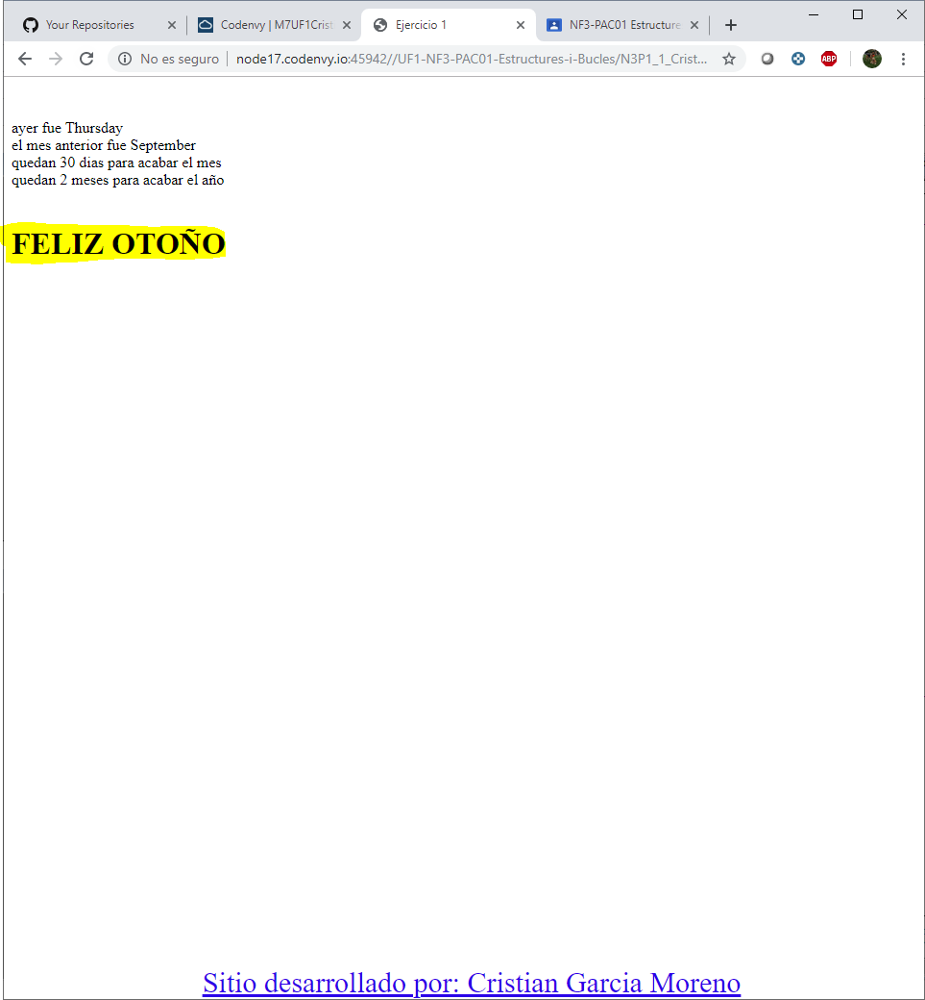 Your Repositories
Codenvy | M7UF1Crist
Ejercicio 1
NF3-PAC01 Estructure
No es seguro | node17.codenvy.io:45942//UF1-NF3-PAC01-Estructures-i-Bucles/N3P1_1_Crist...
ABP
ayer fue Thursday
el mes anterior fue September
quedan 30 dias para acabar el mes
quedan 2 meses para acabar el año
FELIZ OTOÑO
Sitio desarrollado por: Cristian Garcia Moreno